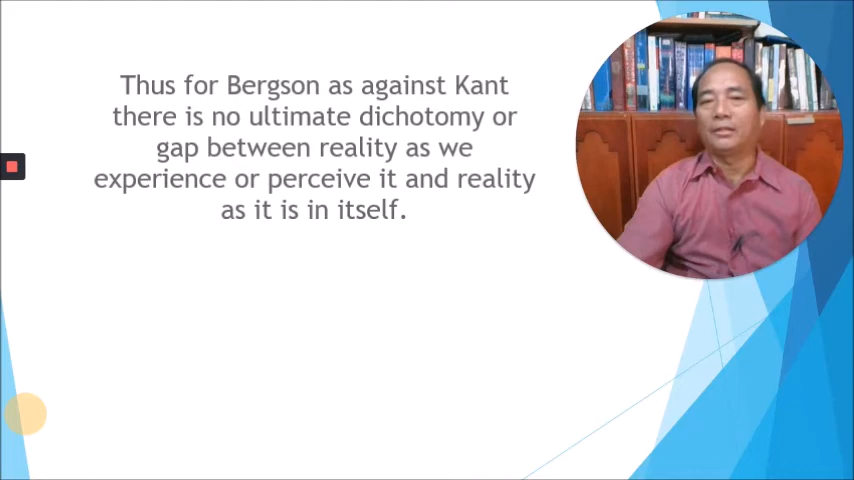 Thus for Bergson as against Kant
there is no ultimate dichotomy or
gap between reality as we
experience or perceive it and reality
as it is in itself.